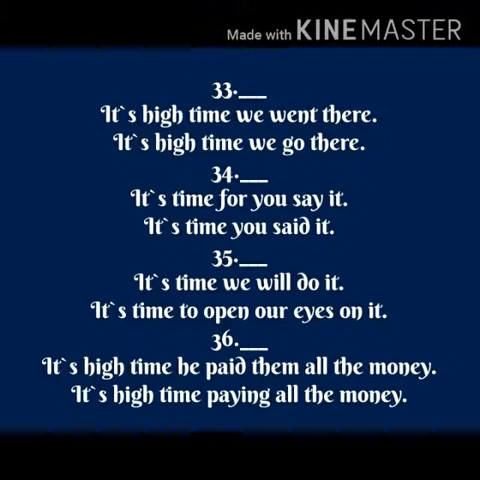 Made with KINEMASTER
33.___
It`s high time we went there.
It`s high time we go there.
34.___
It`s time for you say it.
It`s time you said it.
35.___
It`s time we will do it.
It`s time to open our eyes on it.
36.___
It`s high time he paid them all the money.
It`s high time paying all the money.